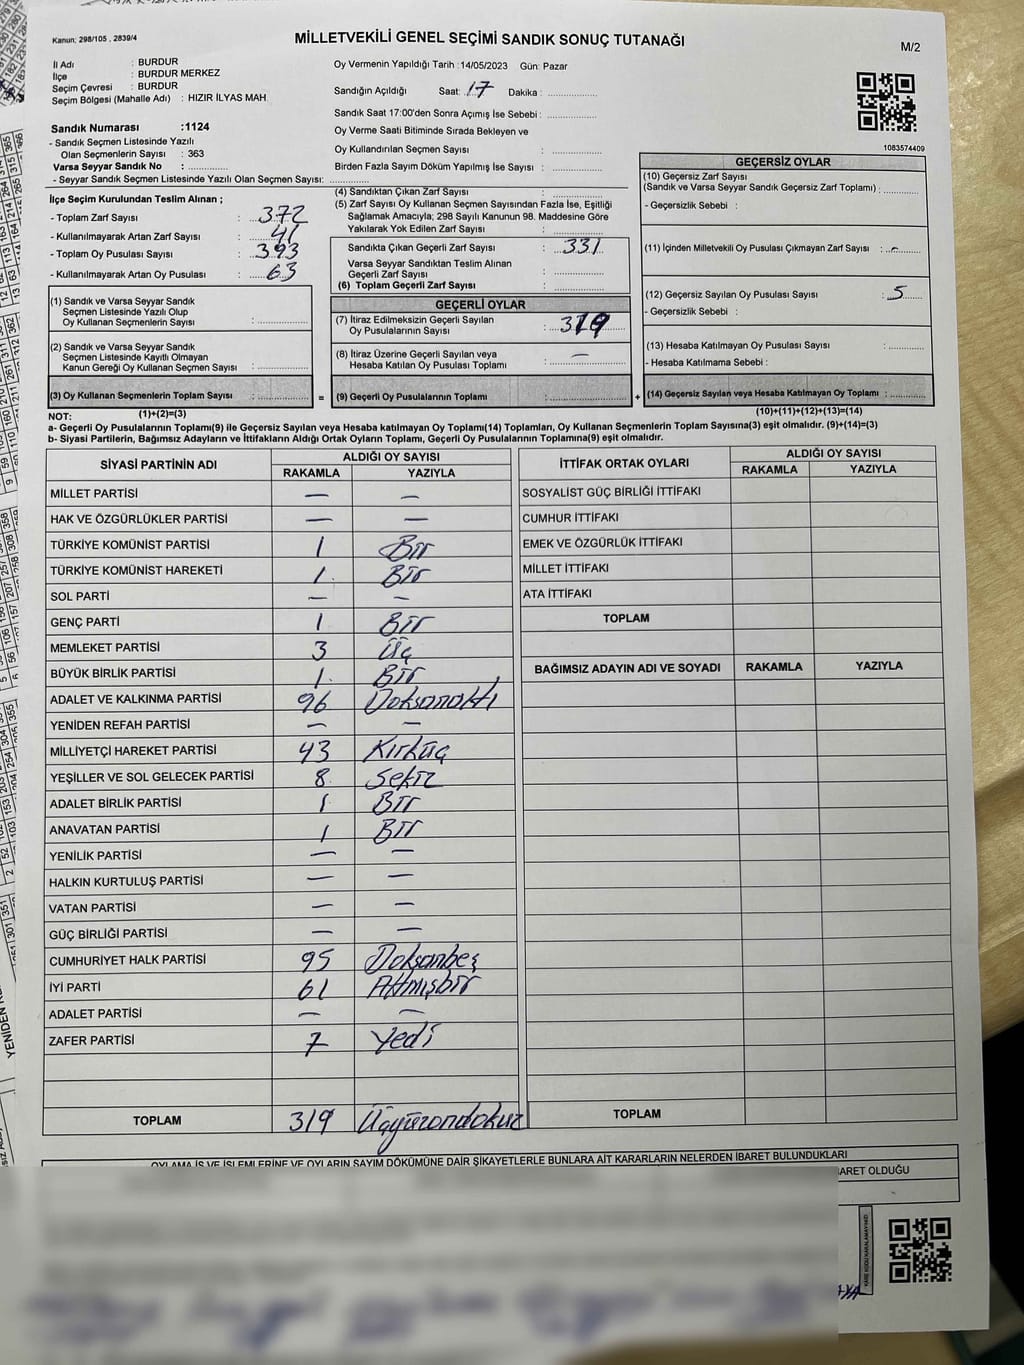 Kanun: 298/105 , 2839/4
MİLLETVEKİLİ GENEL SEÇİMİ SANDIK SONUÇ TUTANAĞI
M/2
İl Adı : BURDUR
İlçe : BURDUR MERKEZ
Seçim Çevresi : BURDUR
Seçim Bölgesi (Mahalle Adı) : HIZIR İLYAS MAH
Oy Vermenin Yapıldığı Tarih :14/05/2023 Gün: Pazar
Sandığın Açıldığı Saat: 17 Dakika :
Sandık Saat 17:00'den Sonra Açımış İse Sebebi :
Oy Verme Saati Bitiminde Sırada Bekleyen ve
Oy Kullandırılan Seçmen Sayısı :
Birden Fazla Sayım Döküm Yapılmış İse Sayısı :
1083574409
Sandık Numarası :1124
- Sandık Seçmen Listesinde Yazılı
Olan Seçmenlerin Sayısı : 363
Varsa Seyyar Sandık No :
- Seyyar Sandık Seçmen Listesinde Yazılı Olan Seçmen Sayısı:
İlçe Seçim Kurulundan Teslim Alınan ;
- Toplam Zarf Sayısı : 372
- Kullanılmayarak Artan Zarf Sayısı : 41
- Toplam Oy Pusulası Sayısı : 393
- Kullanılmayarak Artan Oy Pusulası : 63
(1) Sandık ve Varsa Seyyar Sandık
Seçmen Listesinde Yazılı Olup
Oy Kullanan Seçmenlerin Sayısı :
(2) Sandık ve Varsa Seyyar Sandık
Seçmen Listesinde Kayıtlı Olmayan
Kanun Gereği Oy Kullanan Seçmen Sayısı :
(3) Oy Kullanan Seçmenlerin Toplam Sayısı :
(4) Sandıktan Çıkan Zarf Sayısı :
(5) Zarf Sayısı Oy Kullanan Seçmen Sayısından Fazla İse, Eşitliği
Sağlamak Amacıyla; 298 Sayılı Kanunun 98. Maddesine Göre
Yakılarak Yok Edilen Zarf Sayısı :
Sandıkta Çıkan Geçerli Zarf Sayısı : 331
Varsa Seyyar Sandıktan Teslim Alınan
Geçerli Zarf Sayısı :
(6) Toplam Geçerli Zarf Sayısı :
GEÇERLİ OYLAR
(7) İtiraz Edilmeksizin Geçerli Sayılan
Oy Pusulalarının Sayısı : 319
(8) İtiraz Üzerine Geçerli Sayılan veya
Hesaba Katılan Oy Pusulası Toplamı : —
= (9) Geçerli Oy Pusulalarının Toplamı :
GEÇERSİZ OYLAR
(10) Geçersiz Zarf Sayısı
(Sandık ve Varsa Seyyar Sandık Geçersiz Zarf Toplamı) :
- Geçersizlik Sebebi :
(11) İçinden Milletvekili Oy Pusulası Çıkmayan Zarf Sayısı : -
(12) Geçersiz Sayılan Oy Pusulası Sayısı : 5
- Geçersizlik Sebebi :
(13) Hesaba Katılmayan Oy Pusulası Sayısı :
- Hesaba Katılmama Sebebi :
+ (14) Geçersiz Sayılan veya Hesaba Katılmayan Oy Toplamı :
NOT: (1)+(2)=(3)
(10)+(11)+(12)+(13)=(14)
a- Geçerli Oy Pusulalarının Toplamı(9) ile Geçersiz Sayılan veya Hesaba Katılmayan Oy Toplamı(14) Toplamları, Oy Kullanan Seçmenlerin Toplam Sayısına(3) eşit olmalıdır. (9)+(14)=(3)
b- Siyasi Partilerin, Bağımsız Adayların ve İttifakların Aldığı Ortak Oyların Toplamı, Geçerli Oy Pusulalarının Toplamına(9) eşit olmalıdır.
SİYASİ PARTİNİN ADI ALDIĞI OY SAYISI
RAKAMLA YAZIYLA
MİLLET PARTİSİ — —
HAK VE ÖZGÜRLÜKLER PARTİSİ — —
TÜRKİYE KOMÜNİST PARTİSİ 1 Bir
TÜRKİYE KOMÜNİST HAREKETİ 1 Bir
SOL PARTİ — —
GENÇ PARTİ 1 Bir
MEMLEKET PARTİSİ 3 Üç
BÜYÜK BİRLİK PARTİSİ 1 Bir
ADALET VE KALKINMA PARTİSİ 96 Doksanaltı
YENİDEN REFAH PARTİSİ — —
MİLLİYETÇİ HAREKET PARTİSİ 43 Kırküç
YEŞİLLER VE SOL GELECEK PARTİSİ 8 Sekiz
ADALET BİRLİK PARTİSİ 1 Bir
ANAVATAN PARTİSİ 1 Bir
YENİLİK PARTİSİ — —
HALKIN KURTULUŞ PARTİSİ — —
VATAN PARTİSİ — —
GÜÇ BİRLİĞİ PARTİSİ — —
CUMHURİYET HALK PARTİSİ 95 Doksanbeş
İYİ PARTİ 61 Altmışbir
ADALET PARTİSİ — —
ZAFER PARTİSİ 7 Yedi
TOPLAM 319 Üçyüzondokuz
İTTİFAK ORTAK OYLARI ALDIĞI OY SAYISI
RAKAMLA YAZIYLA
SOSYALİST GÜÇ BİRLİĞİ İTTİFAKI
CUMHUR İTTİFAKI
EMEK VE ÖZGÜRLÜK İTTİFAKI
MİLLET İTTİFAKI
ATA İTTİFAKI
TOPLAM
BAĞIMSIZ ADAYIN ADI VE SOYADI RAKAMLA YAZIYLA
TOPLAM
OYLAMA İŞ VE İŞLEMLERİNE VE OYLARIN SAYIM DÖKÜMÜNE DAİR ŞİKAYETLERLE BUNLARA AİT KARARLARIN NELERDEN İBARET BULUNDUKLARI
BARET OLDUĞU
KARE KODU KARALAMAYINIZ!